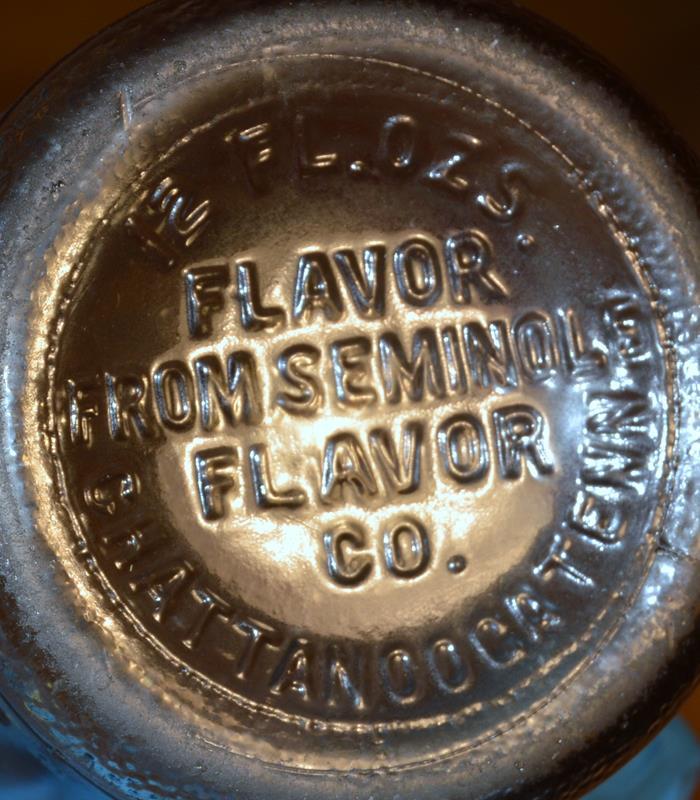 12 FL. OZS.
FLAVOR
FROM SEMINOLE
FLAVOR
CO.
CHATTANOOGA TENN.